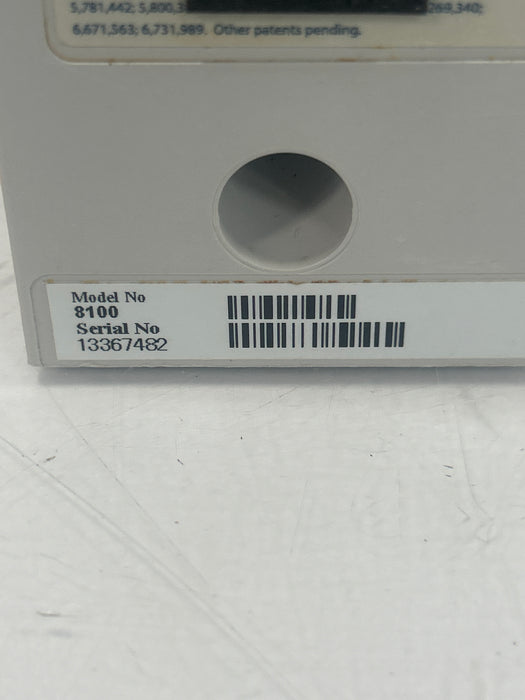 5,781,442; 5,800,3 269,340;
6,671,563; 6,731,989. Other patents pending.
Model No
8100
Serial No
13367482